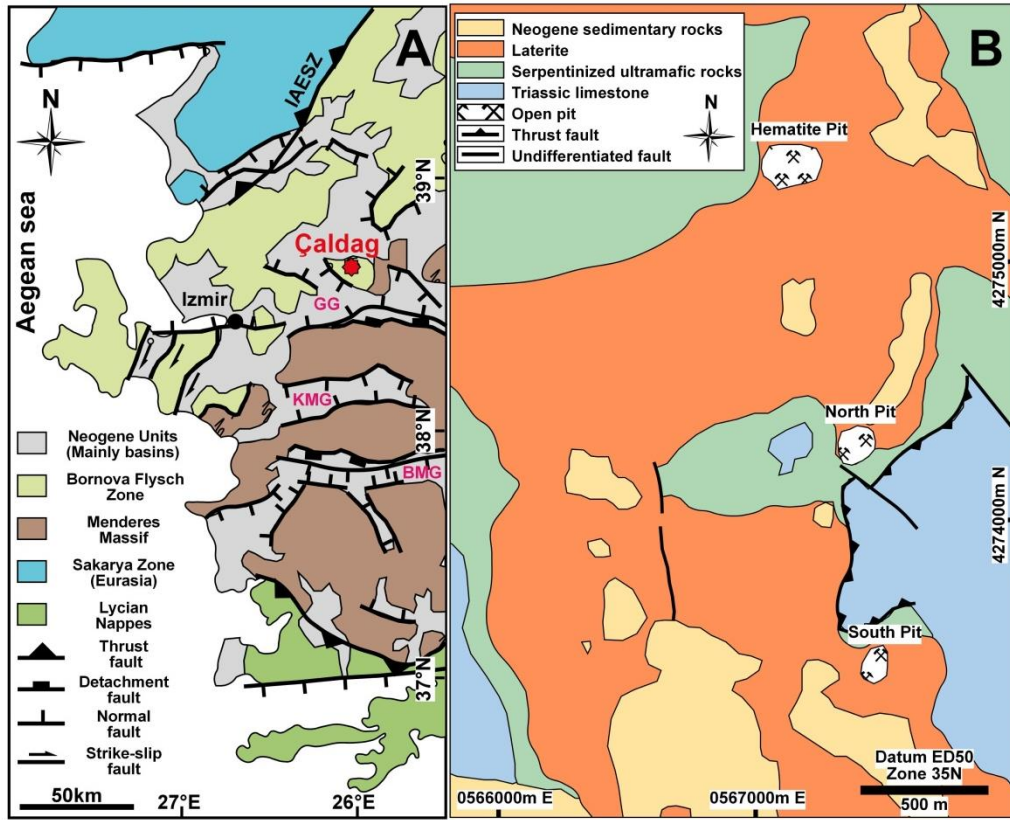 A
N
IAESZ
Aegean sea
39°N
Çaldag
Izmir
GG
KMG
38°N
BMG
Neogene Units
(Mainly basins)
Bornova Flysch
Zone
Menderes
Massif
Sakarya Zone
(Eurasia)
Lycian
Nappes
Thrust
fault
Detachment
fault
Normal
fault
Strike-slip
fault
37°N
50km
27°E
26°E
B
Neogene sedimentary rocks
Laterite
Serpentinized ultramafic rocks
Triassic limestone
Open pit
Thrust fault
Undifferentiated fault
N
Hematite Pit
4275000m N
North Pit
4274000m N
South Pit
Datum ED50
Zone 35N
0566000m E
0567000m E
500 m